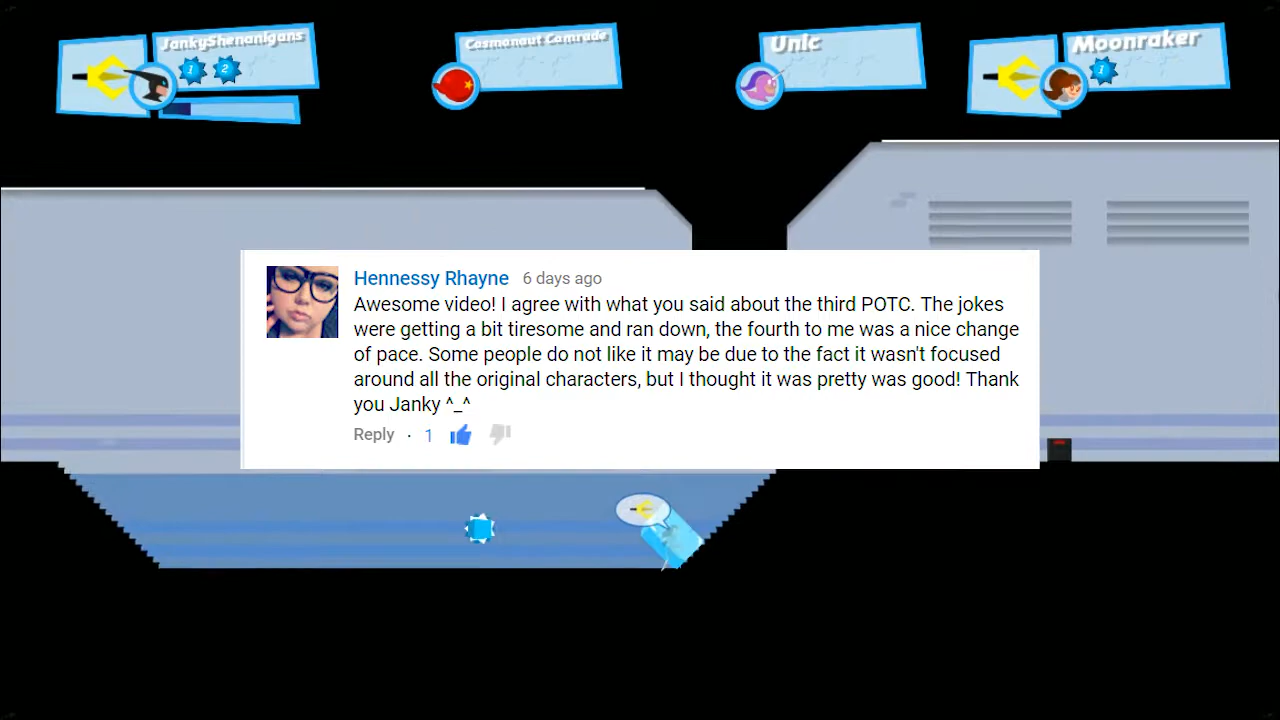 JankyShenanigans
1 2
Cosmonaut Comrade
Unic
Moonraker
1
Hennessy Rhayne 6 days ago
Awesome video! I agree with what you said about the third POTC. The jokes
were getting a bit tiresome and ran down, the fourth to me was a nice change
of pace. Some people do not like it may be due to the fact it wasn't focused
around all the original characters, but I thought it was pretty was good! Thank
you Janky ^_^
Reply · 1